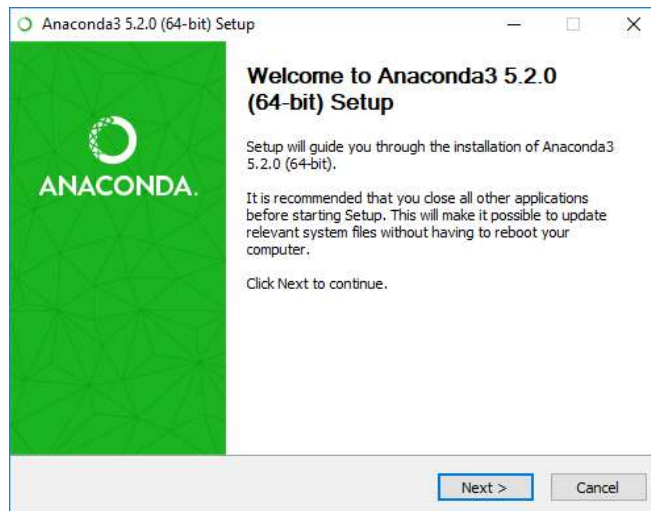 Anaconda3 5.2.0 (64-bit) Setup
ANACONDA.
Welcome to Anaconda3 5.2.0
(64-bit) Setup
Setup will guide you through the installation of Anaconda3
5.2.0 (64-bit).
It is recommended that you close all other applications
before starting Setup. This will make it possible to update
relevant system files without having to reboot your
computer.
Click Next to continue.
Next >
Cancel